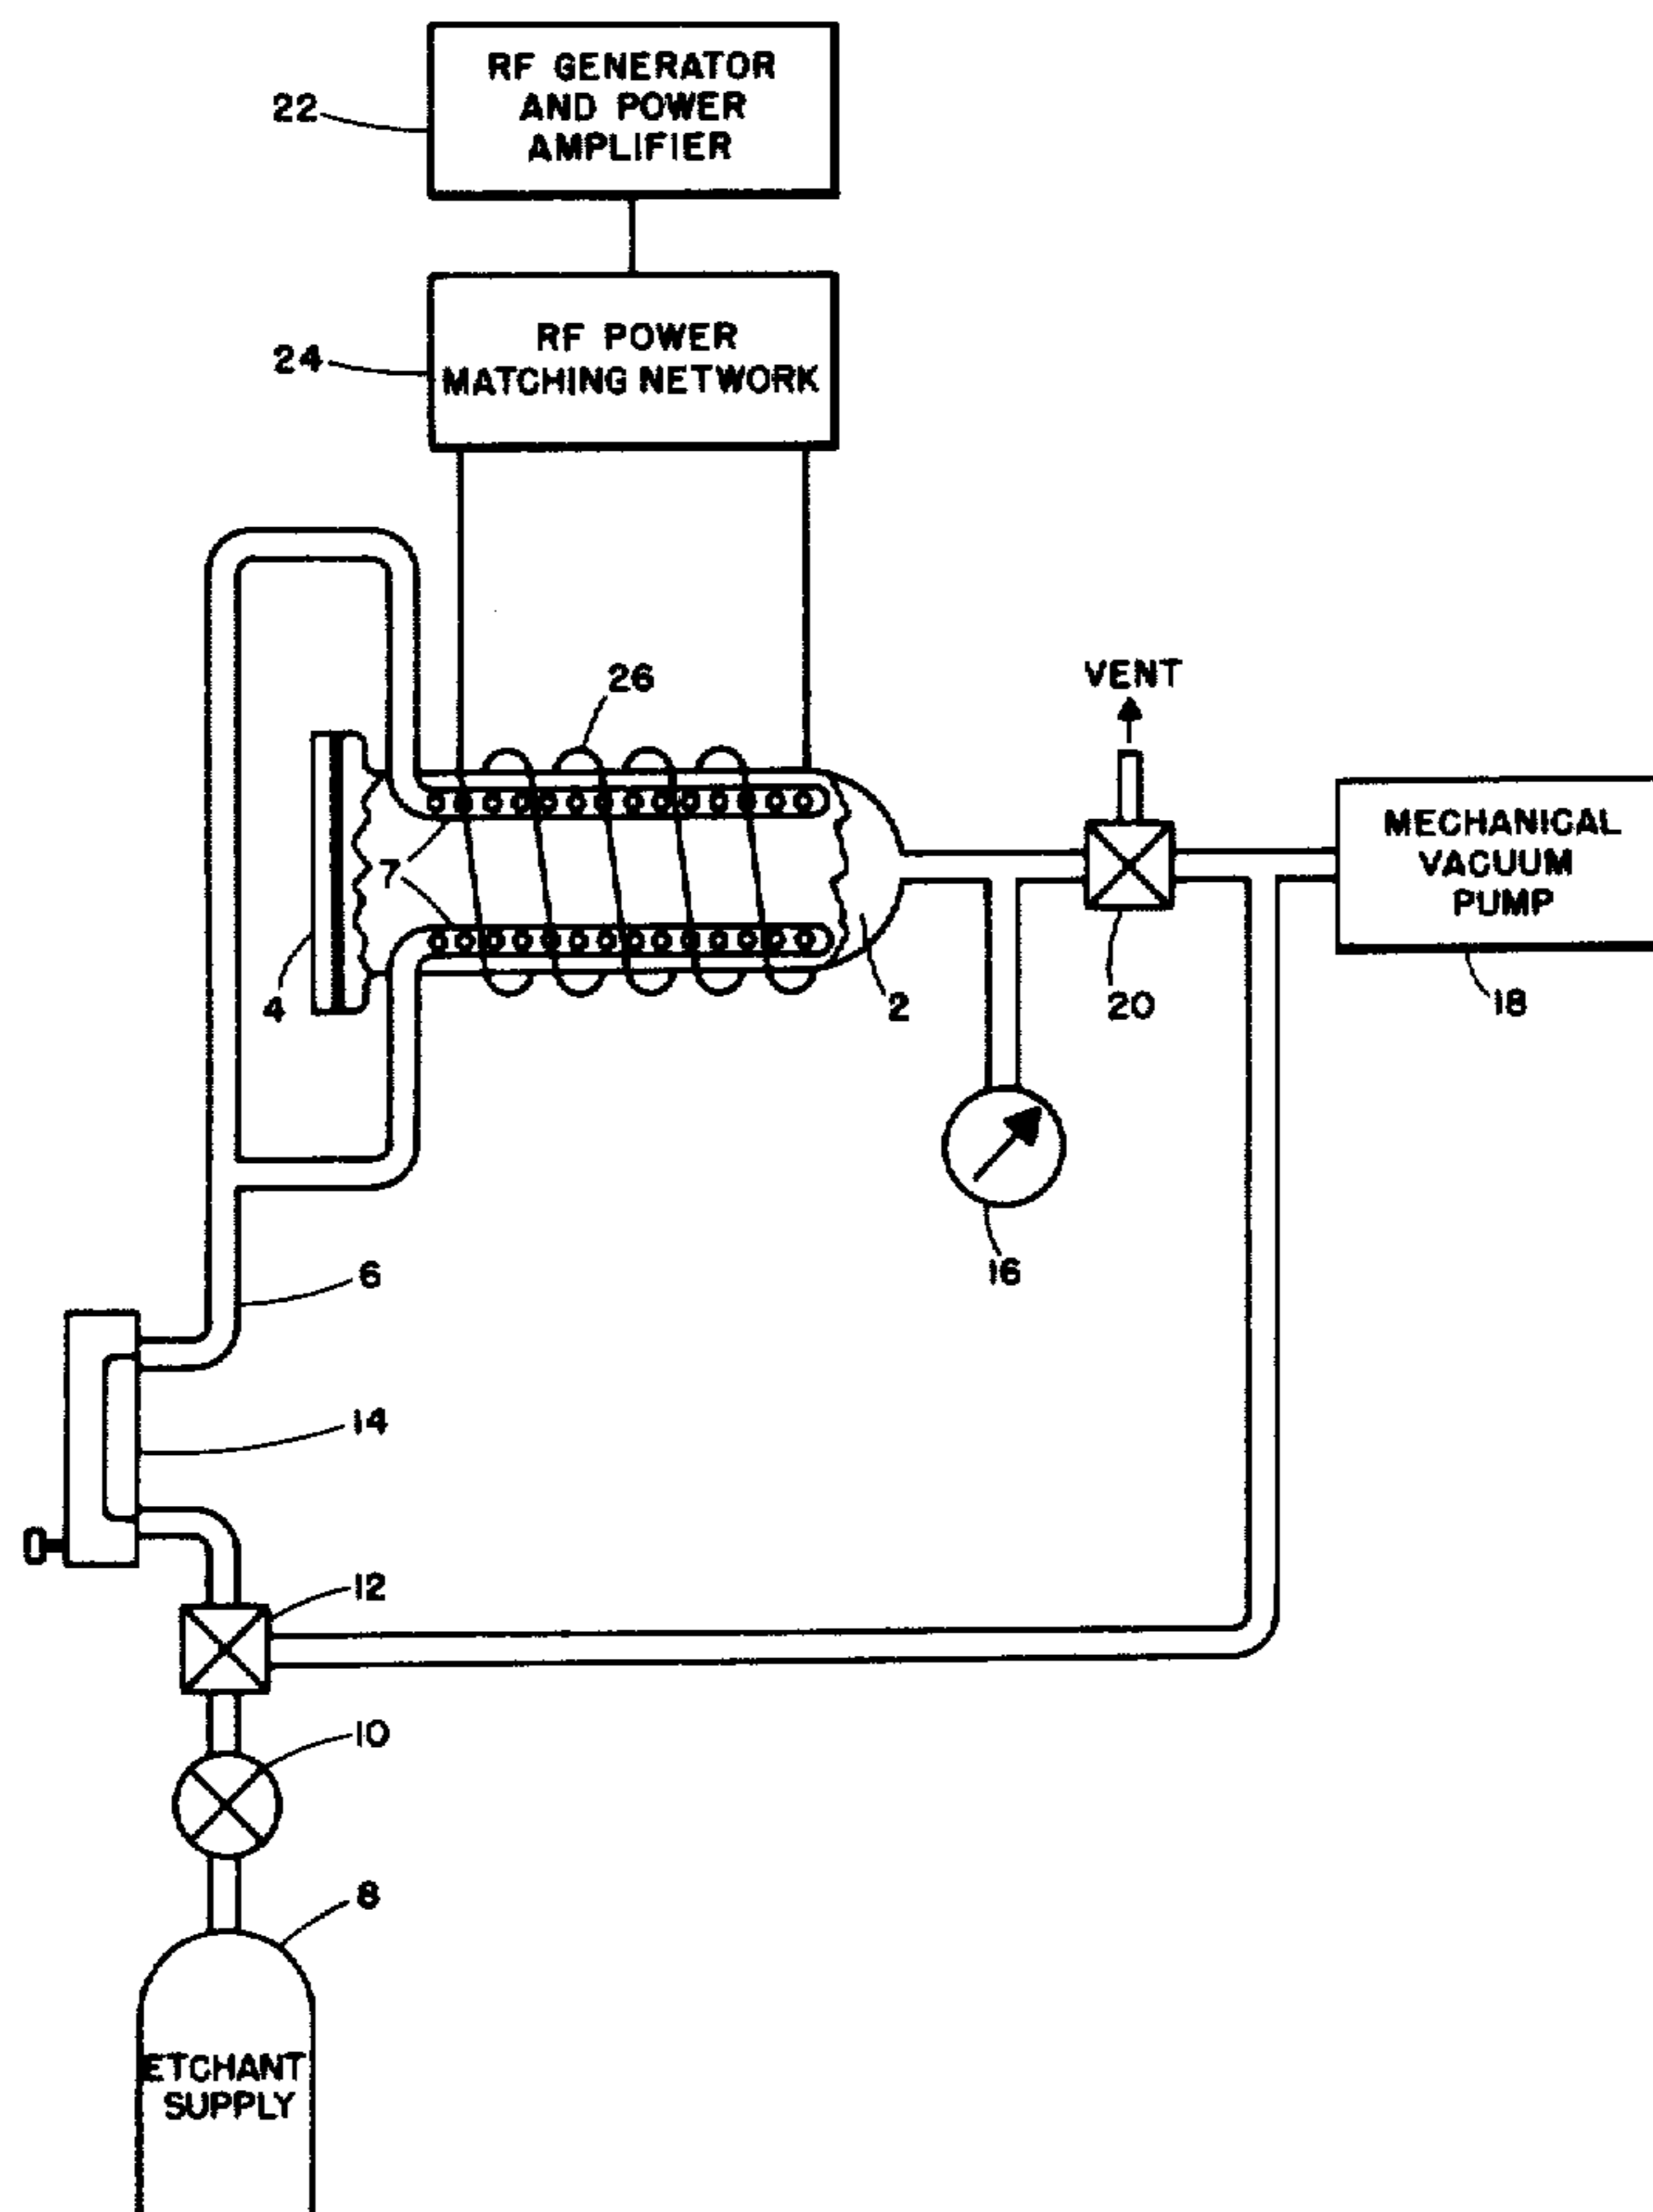 RF GENERATOR
AND POWER
AMPLIFIER
22
RF POWER
MATCHING NETWORK
24
26
VENT
MECHANICAL
VACUUM
PUMP
7
4
2
20
18
16
6
14
12
10
8
ETCHANT
SUPPLY